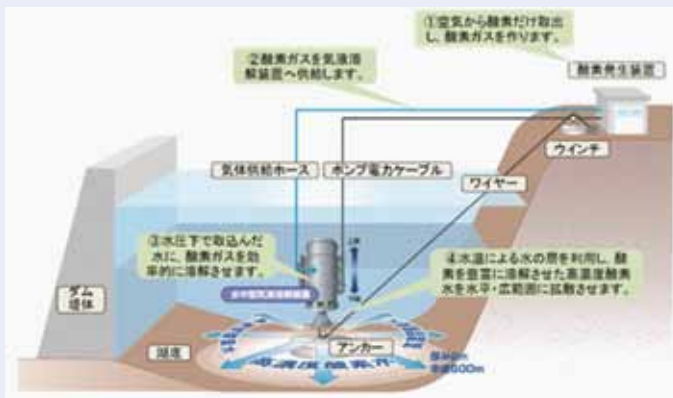 ①空気から酸素だけ取出
し、酸素ガスを作ります。
②酸素ガスを気液溶
解装置へ供給します。
酸素発生装置
ウインチ
気体供給ホース
ポンプ電力ケーブル
ワイヤー
③水圧下で取込んだ
水に、酸素ガスを効
率的に溶解させます。
④水温による水の層を利用し、酸
素を豊富に溶解させた高濃度酸素
水を水平・広範囲に拡散させます。
ダム
堤体
湖底
アンカー
高濃度酸素水